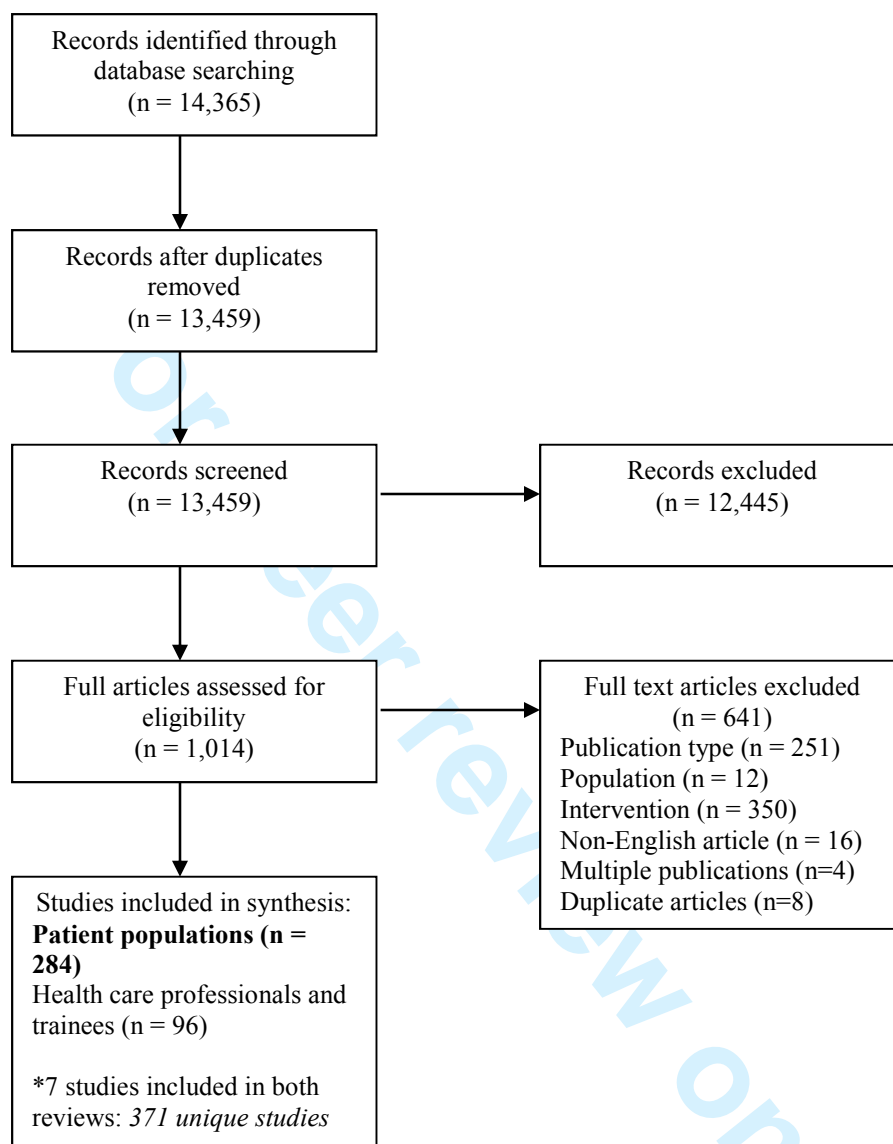 Records identified through
database searching
(n = 14,365)
Records after duplicates
removed
(n = 13,459)
Records screened
(n = 13,459)
Records excluded
(n = 12,445)
Full articles assessed for
eligibility
(n = 1,014)
Full text articles excluded
(n = 641)
Publication type (n = 251)
Population (n = 12)
Intervention (n = 350)
Non-English article (n = 16)
Multiple publications (n=4)
Duplicate articles (n=8)
Studies included in synthesis:
Patient populations (n =
284)
Health care professionals and
trainees (n = 96)
*7 studies included in both
reviews: 371 unique studies
review